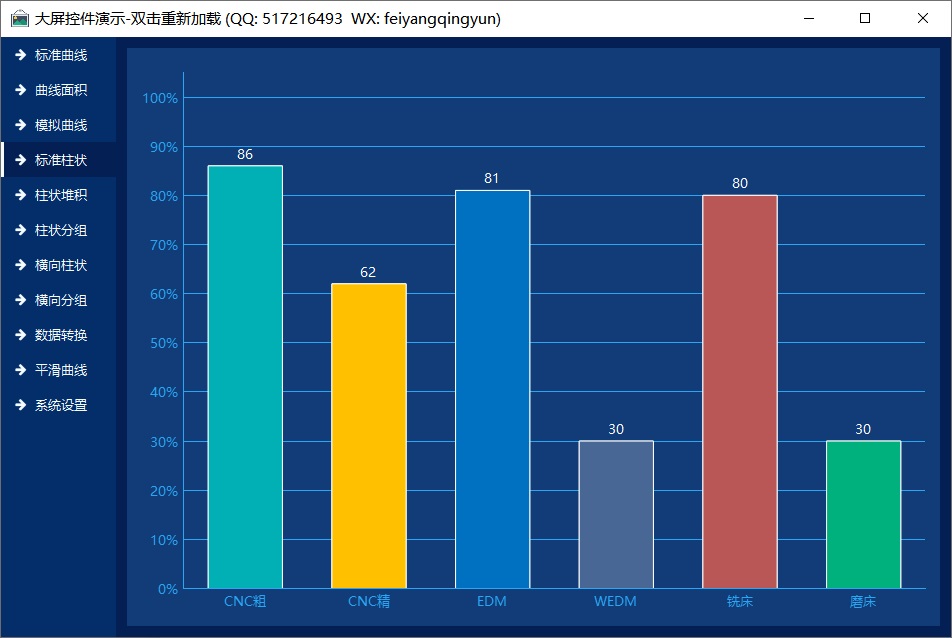 大屏控件演示-双击重新加载 (QQ: 517216493  WX: feiyangqingyun)
标准曲线
曲线面积
模拟曲线
标准柱状
柱状堆积
柱状分组
横向柱状
横向分组
数据转换
平滑曲线
系统设置
100%
90%
80%
70%
60%
50%
40%
30%
20%
10%
0%
86
62
81
30
80
30
CNC粗
CNC精
EDM
WEDM
铣床
磨床